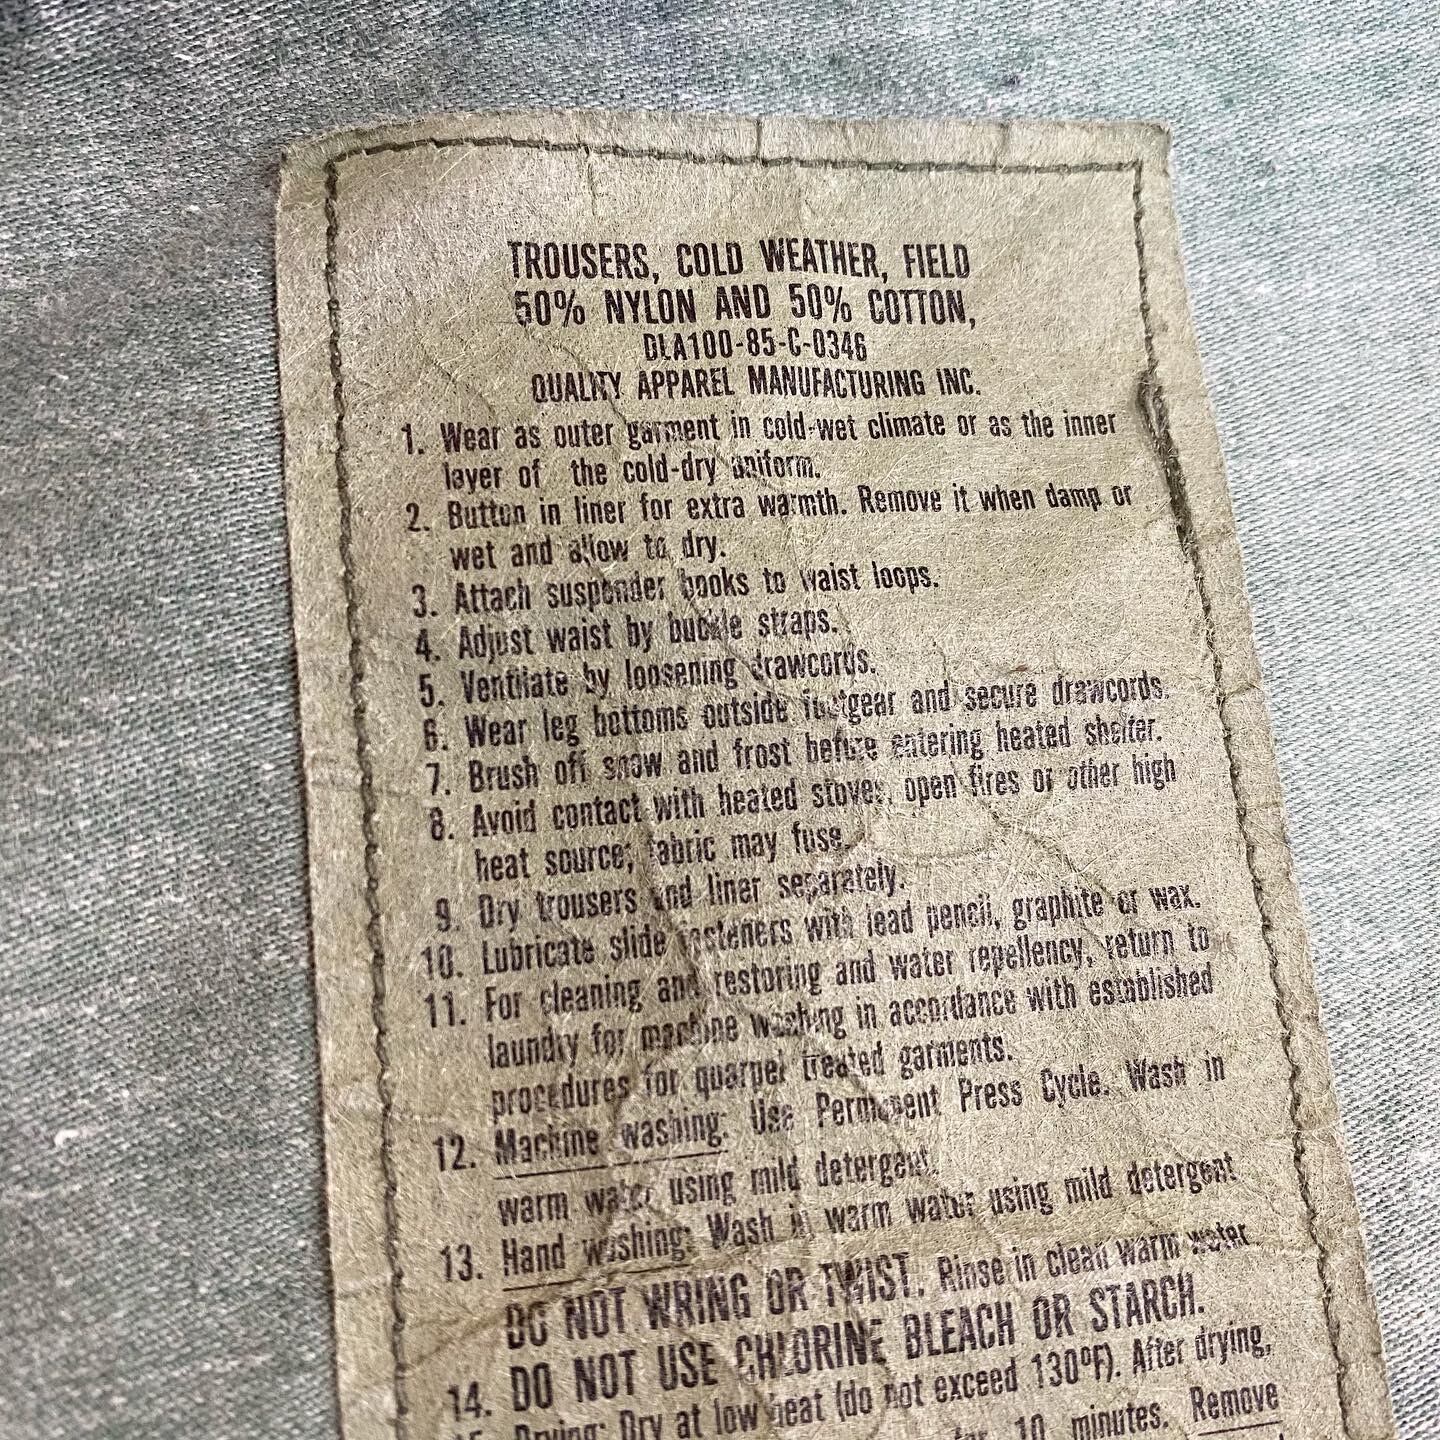 TROUSERS, COLD WEATHER, FIELD
50% NYLON AND 50% COTTON,
DLA100-85-C-0346
QUALITY APPAREL MANUFACTURING INC.
1. Wear as outer garment in cold-wet climate or as the inner
layer of the cold-dry uniform.
2. Button in liner for extra warmth. Remove it when damp or
wet and allow to dry.
3. Attach suspender hooks to waist loops.
4. Adjust waist by buckle straps.
5. Ventilate by loosening drawcords.
6. Wear leg bottoms outside footgear and secure drawcords.
7. Brush off snow and frost before entering heated shelter.
8. Avoid contact with heated stoves, open fires or other high
heat source; fabric may fuse.
9. Dry trousers and liner separately.
10. Lubricate slide fasteners with lead pencil, graphite or wax.
11. For cleaning and restoring and water repellency, return to
laundry for machine washing in accordance with established
procedures for quarpel treated garments.
12. Machine washing: Use Permanent Press Cycle. Wash in
warm water using mild detergent.
13. Hand washing: Wash in warm water using mild detergent
DO NOT WRING OR TWIST. Rinse in clean warm water
14. DO NOT USE CHLORINE BLEACH OR STARCH.
15. Drying: Dry at low heat (do not exceed 130ºF). After drying,
for 10 minutes. Remove